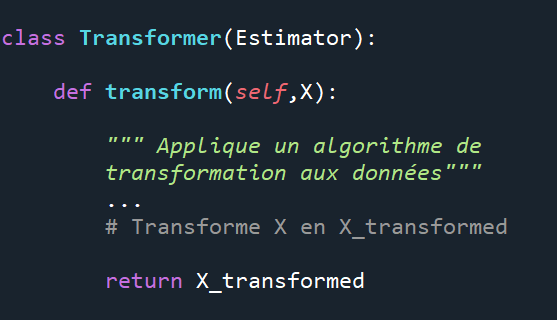 class Transformer(Estimator):
def transform(self,X):
""" Applique un algorithme de
transformation aux données"""
...
# Transforme X en X_transformed
return X_transformed